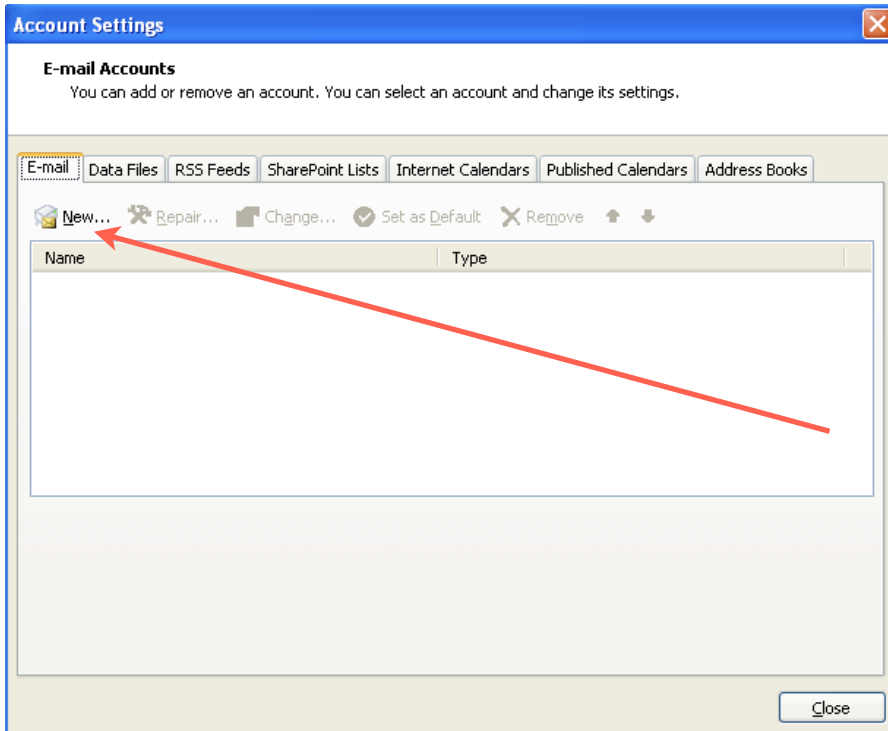 Account Settings
E-mail Accounts
You can add or remove an account. You can select an account and change its settings.
E-mail Data Files RSS Feeds SharePoint Lists Internet Calendars Published Calendars Address Books
New... Repair... Change... Set as Default Remove
Name Type
Close